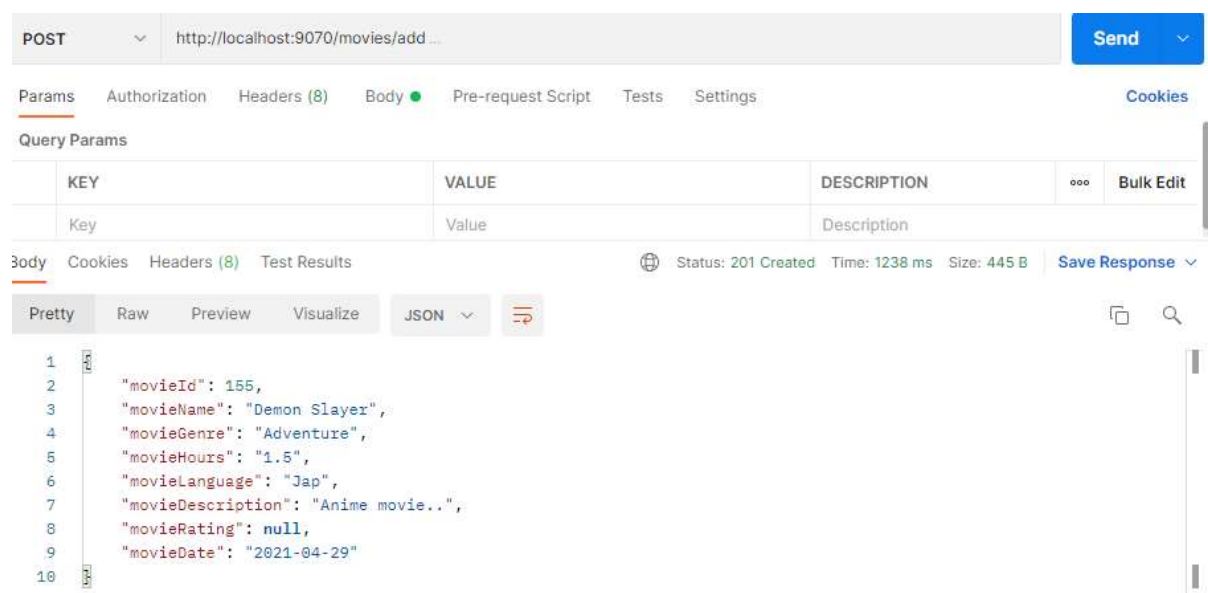 POST http://localhost:9070/movies/add ... Send
Params Authorization Headers (8) Body Pre-request Script Tests Settings Cookies
Query Params
KEY VALUE DESCRIPTION ooo Bulk Edit
Key Value Description
Body Cookies Headers (8) Test Results Status: 201 Created Time: 1238 ms Size: 445 B Save Response
Pretty Raw Preview Visualize JSON
1 {
2 "movieId": 155,
3 "movieName": "Demon Slayer",
4 "movieGenre": "Adventure",
5 "movieHours": "1.5",
6 "movieLanguage": "Jap",
7 "movieDescription": "Anime movie..",
8 "movieRating": null,
9 "movieDate": "2021-04-29"
10 }